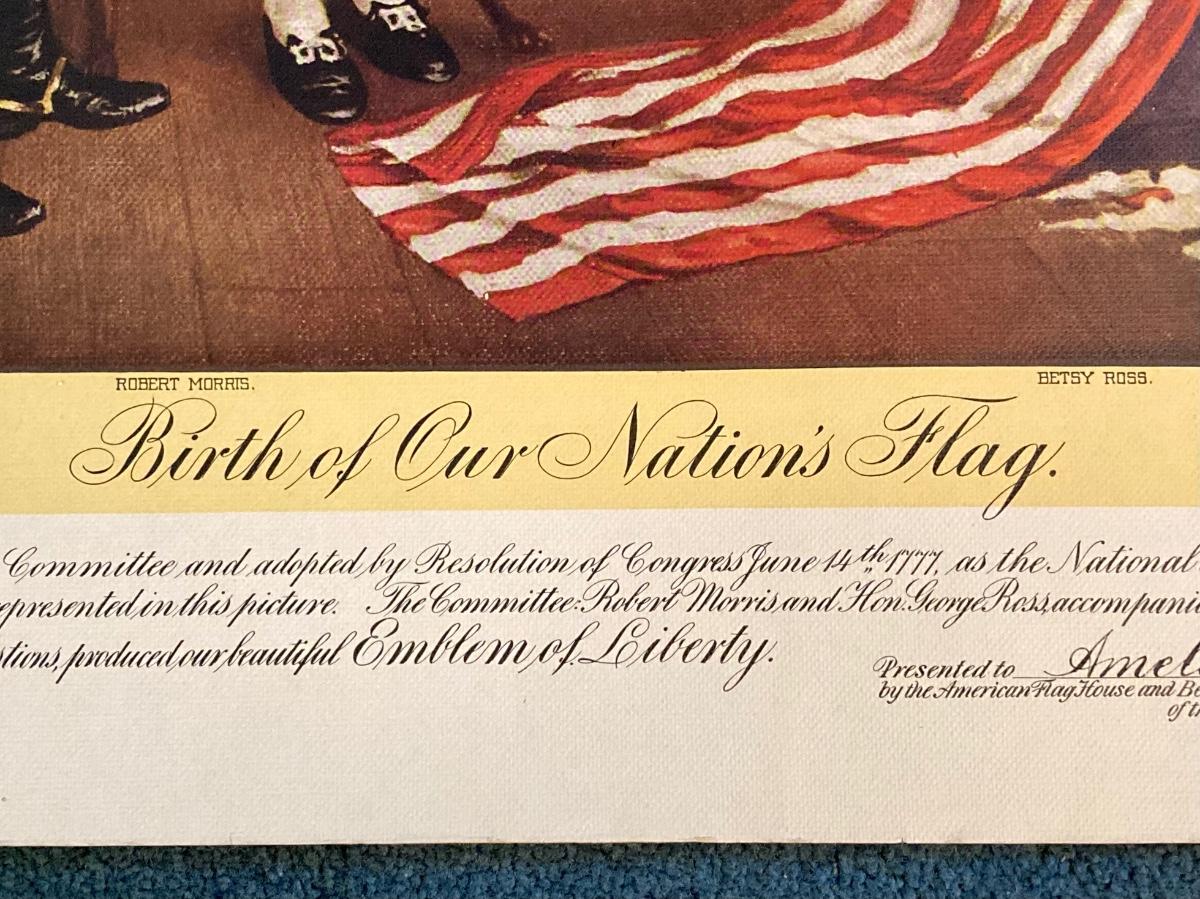 ROBERT MORRIS. BETSY ROSS.
Birth of Our Nation's Flag.
Committee and adopted by Resolution of Congress June 14th 1777, as the National
epresented in this picture. The Committee: Robert Morris, and Hon. George Ross, accompani
stions, produced our beautiful Emblem of Liberty.
Presented to Amel
by the American Flag House and Be
of th